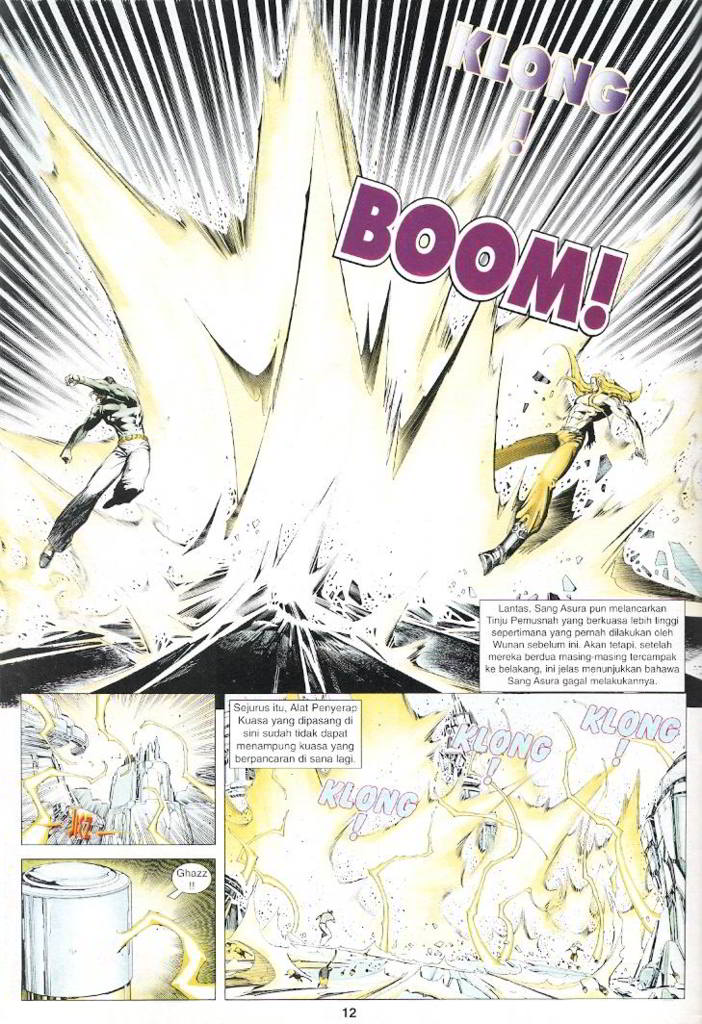 KLONG
!
BOOM!
Lantas, Sang Asura pun melancarkan
Tinju Pemusnah yang berkuasa lebih tinggi
sepertimana yang pernah dilakukan oleh
Wunan sebelum ini. Akan tetapi, setelah
mereka berdua masing-masing tercampak
ke belakang, ini jelas menunjukkan bahawa
Sang Asura gagal melakukannya.
Sejurus itu, Alat Penyerap
Kuasa yang dipasang di
sini sudah tidak dapat
menampung kuasa yang
berpancaran di sana lagi.
KLONG
!
KLONG
!
KLONG
!
Ghazz
!!
12